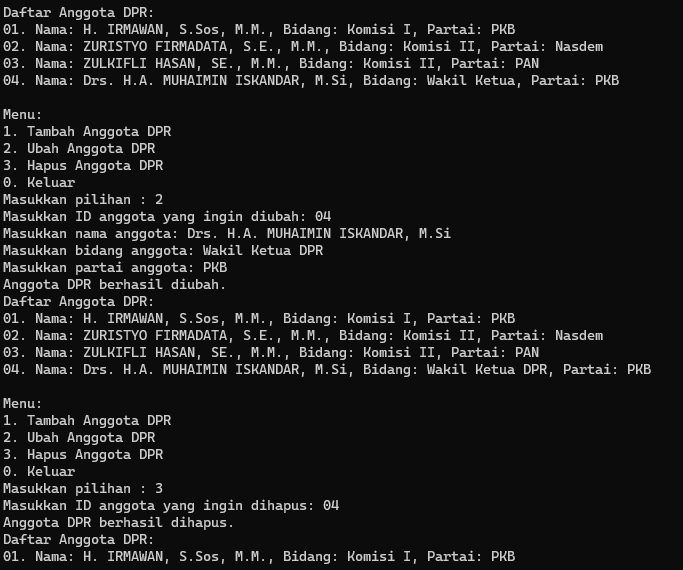 Daftar Anggota DPR:
01. Nama: H. IRMAWAN, S.Sos, M.M., Bidang: Komisi I, Partai: PKB
02. Nama: ZURISTYO FIRMADATA, S.E., M.M., Bidang: Komisi II, Partai: Nasdem
03. Nama: ZULKIFLI HASAN, SE., M.M., Bidang: Komisi II, Partai: PAN
04. Nama: Drs. H.A. MUHAIMIN ISKANDAR, M.Si, Bidang: Wakil Ketua, Partai: PKB
Menu:
1. Tambah Anggota DPR
2. Ubah Anggota DPR
3. Hapus Anggota DPR
0. Keluar
Masukkan pilihan : 2
Masukkan ID anggota yang ingin diubah: 04
Masukkan nama anggota: Drs. H.A. MUHAIMIN ISKANDAR, M.Si
Masukkan bidang anggota: Wakil Ketua DPR
Masukkan partai anggota: PKB
Anggota DPR berhasil diubah.
Daftar Anggota DPR:
01. Nama: H. IRMAWAN, S.Sos, M.M., Bidang: Komisi I, Partai: PKB
02. Nama: ZURISTYO FIRMADATA, S.E., M.M., Bidang: Komisi II, Partai: Nasdem
03. Nama: ZULKIFLI HASAN, SE., M.M., Bidang: Komisi II, Partai: PAN
04. Nama: Drs. H.A. MUHAIMIN ISKANDAR, M.Si, Bidang: Wakil Ketua DPR, Partai: PKB
Menu:
1. Tambah Anggota DPR
2. Ubah Anggota DPR
3. Hapus Anggota DPR
0. Keluar
Masukkan pilihan : 3
Masukkan ID anggota yang ingin dihapus: 04
Anggota DPR berhasil dihapus.
Daftar Anggota DPR:
01. Nama: H. IRMAWAN, S.Sos, M.M., Bidang: Komisi I, Partai: PKB